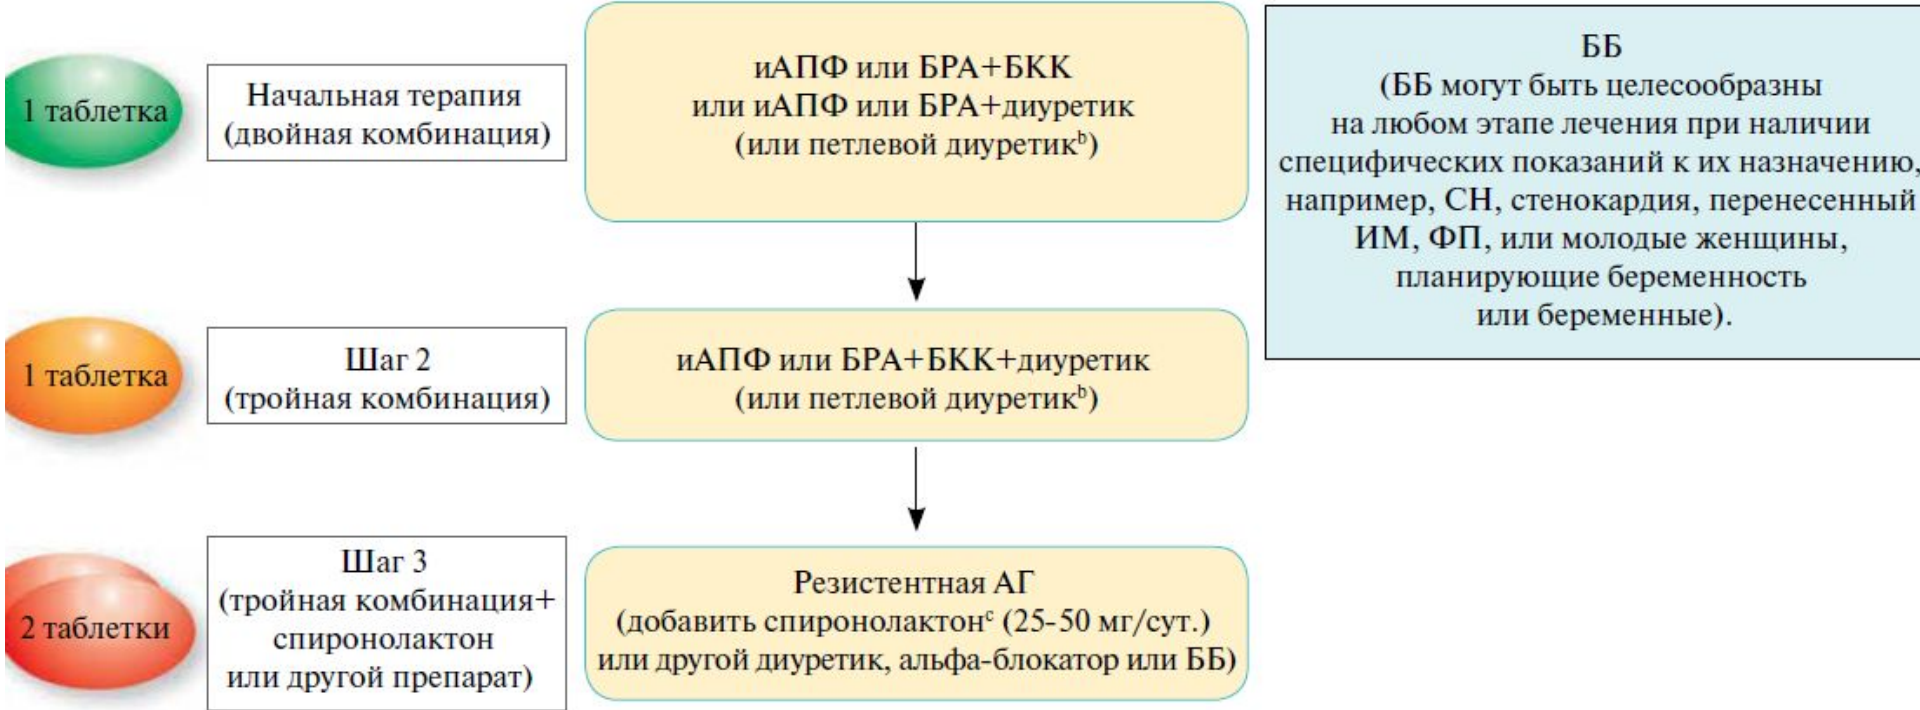 1 таблетка
Начальная терапия
(двойная комбинация)
иАПФ или БРА+БКК
или иАПФ или БРА+диуретик
(или петлевой диуретикᵇ)
ББ
(ББ могут быть целесообразны
на любом этапе лечения при наличии
специфических показаний к их назначению,
например, СН, стенокардия, перенесенный
ИМ, ФП, или молодые женщины,
планирующие беременность
или беременные).
1 таблетка
Шаг 2
(тройная комбинация)
иАПФ или БРА+БКК+диуретик
(или петлевой диуретикᵇ)
2 таблетки
Шаг 3
(тройная комбинация+
спиронолактон
или другой препарат)
Резистентная АГ
(добавить спиронолактонᶜ (25-50 мг/сут.)
или другой диуретик, альфа-блокатор или ББ)